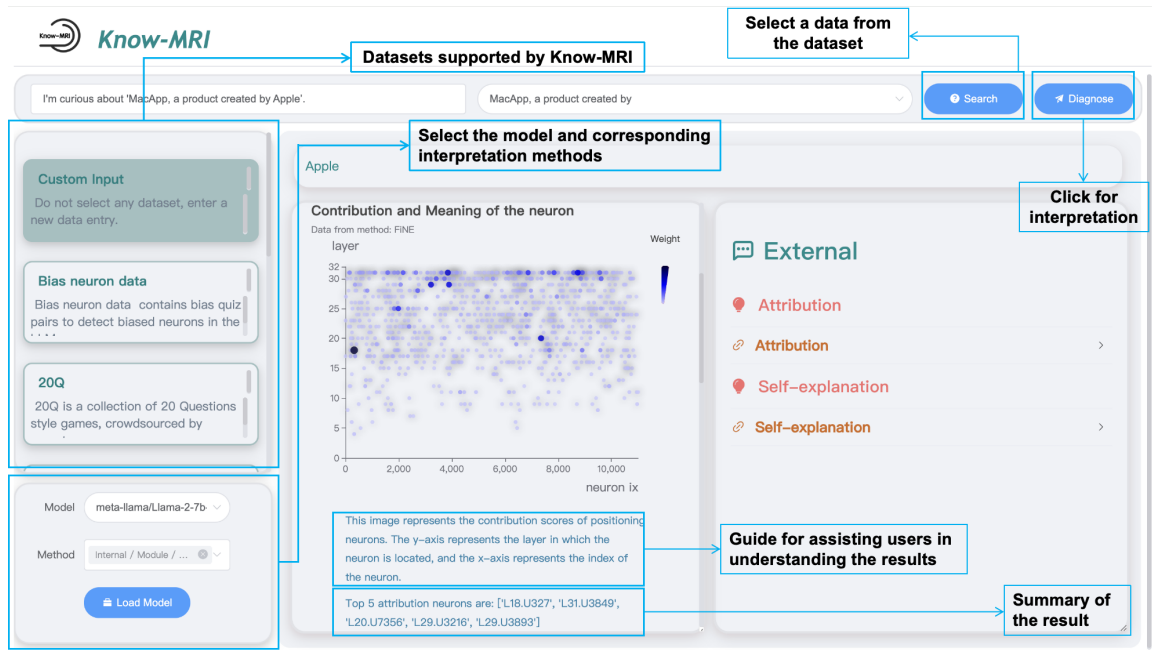 Know-MRI
Know-MRI
Select a data from
the dataset
Datasets supported by Know-MRI
I'm curious about 'MacApp, a product created by Apple'.
MacApp, a product created by
Search
Diagnose
Select the model and corresponding
interpretation methods
Custom Input
Do not select any dataset, enter a
new data entry.
Bias neuron data
Bias neuron data contains bias quiz
pairs to detect biased neurons in the
20Q
20Q is a collection of 20 Questions
style games, crowdsourced by
Model
meta-llama/Llama-2-7b-
Method
Internal / Module / ...
Load Model
Apple
Contribution and Meaning of the neuron
Data from method: FiNE
layer
Weight
32
30
25
20
15
10
5
0
0
2,000
4,000
6,000
8,000
10,000
neuron ix
This image represents the contribution scores of positioning
neurons. The y-axis represents the layer in which the
neuron is located, and the x-axis represents the index of
the neuron.
Top 5 attribution neurons are: ['L18.U327', 'L31.U3849',
'L20.U7356', 'L29.U3216', 'L29.U3893']
Click for
interpretation
External
Attribution
Attribution
Self-explanation
Self-explanation
Guide for assisting users in
understanding the results
Summary of
the result